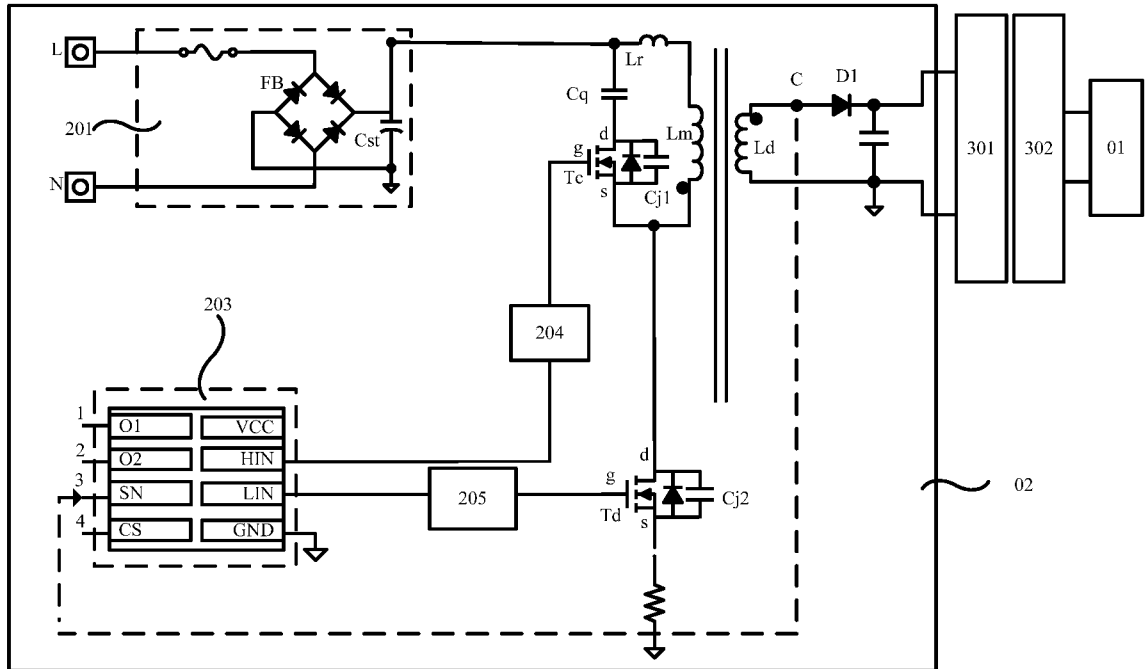 L
FB
201
Cst
N
Lr
Cq
d
g
Tc
s
Cj1
Lm
Ld
C
D1
301
302
01
203
204
1
O1
VCC
2
O2
HIN
3
SN
LIN
4
CS
GND
205
d
g
Td
s
Cj2
02